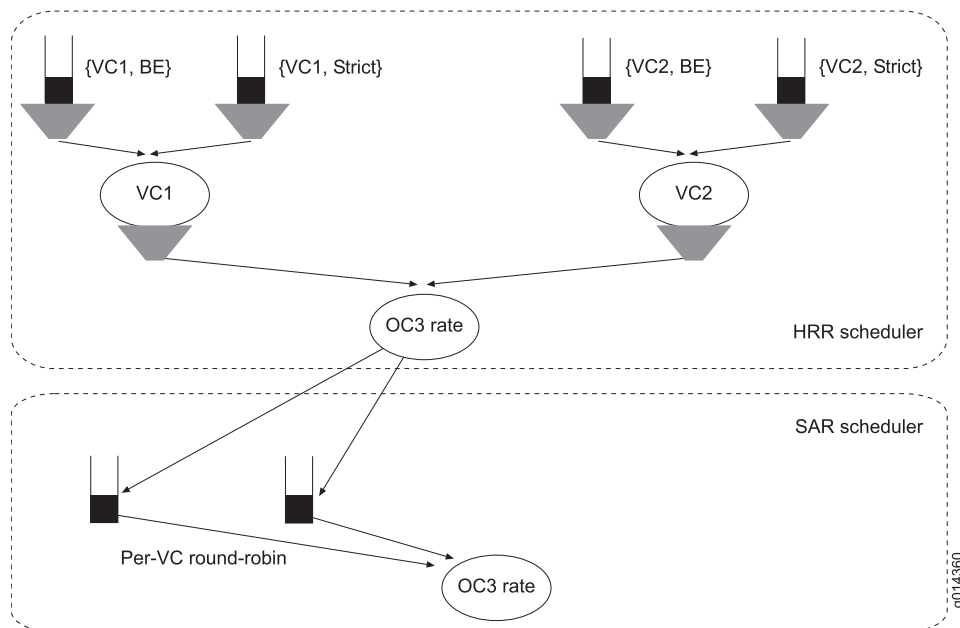 {VC1, BE}
{VC1, Strict}
{VC2, BE}
{VC2, Strict}
VC1
VC2
OC3 rate
HRR scheduler
SAR scheduler
Per-VC round-robin
OC3 rate
g014360